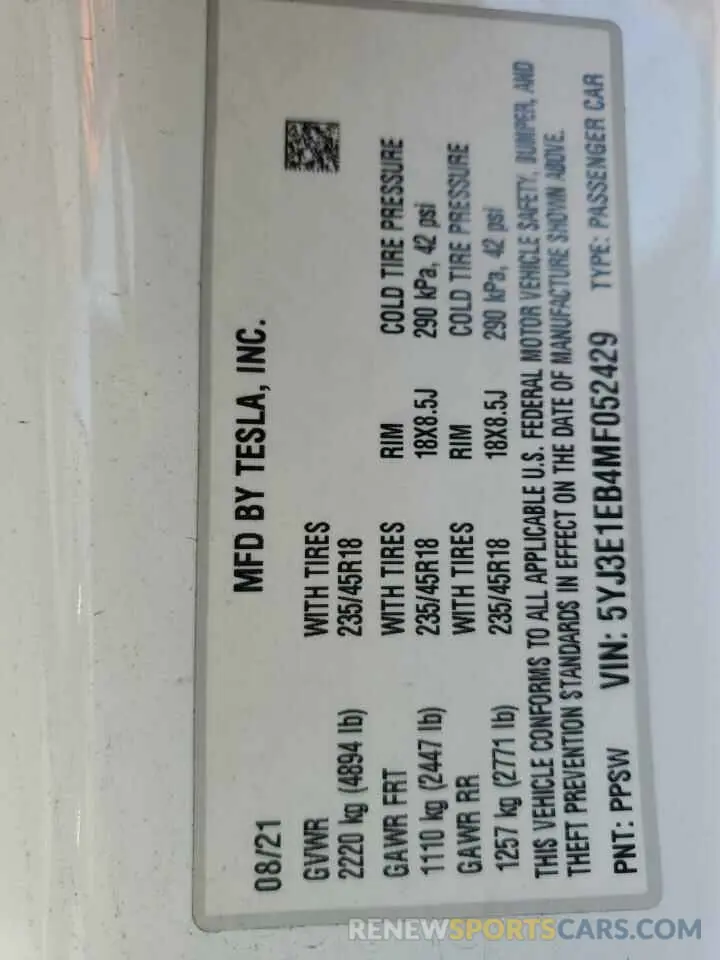 MFD BY TESLA, INC.
08/21
GVWR WITH TIRES
2220 kg (4894 lb) 235/45R18
GAWR FRT WITH TIRES RIM COLD TIRE PRESSURE
1110 kg (2447 lb) 235/45R18 18X8.5J 290 kPa, 42 psi
GAWR RR WITH TIRES RIM COLD TIRE PRESSURE
1257 kg (2771 lb) 235/45R18 18X8.5J 290 kPa, 42 psi
THIS VEHICLE CONFORMS TO ALL APPLICABLE U.S. FEDERAL MOTOR VEHICLE SAFETY, BUMPER, AND
THEFT PREVENTION STANDARDS IN EFFECT ON THE DATE OF MANUFACTURE SHOWN ABOVE.
PNT: PPSW VIN: 5YJ3E1EB4MF052429 TYPE: PASSENGER CAR
RENEWSPORTSCARS.COM